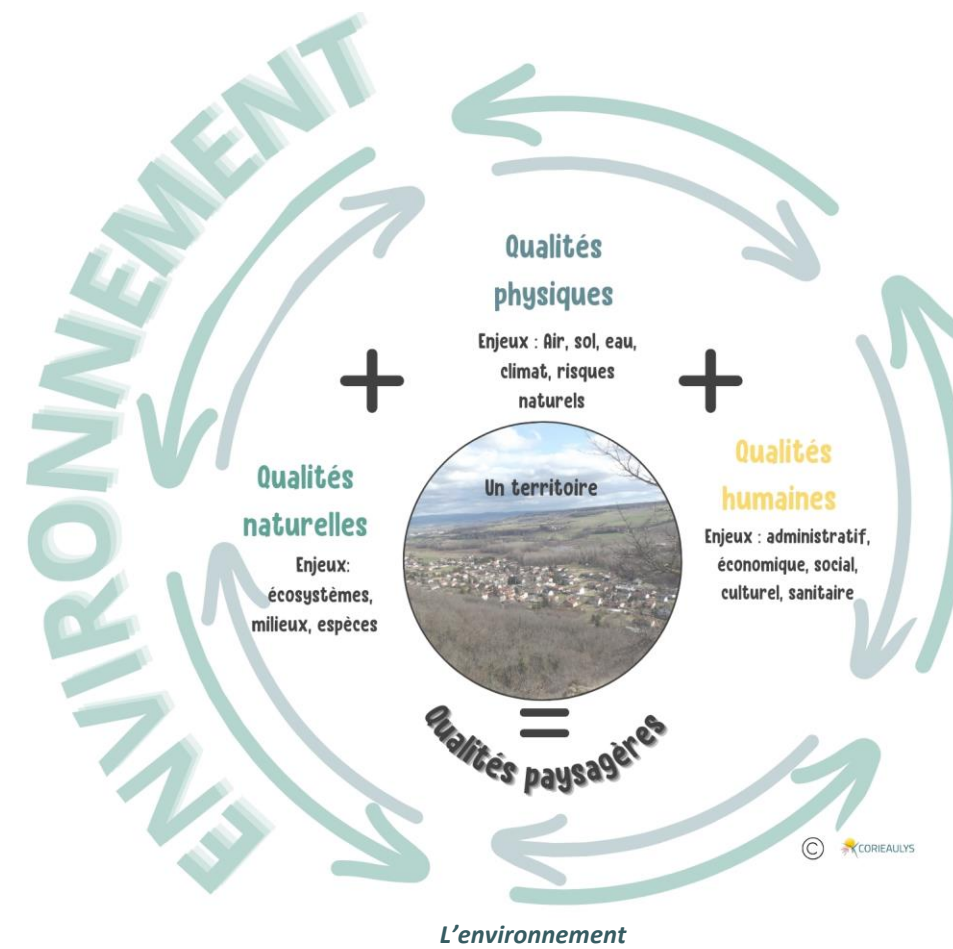 ENVIRONNEMENT
Qualités
physiques
Enjeux : Air, sol, eau,
climat, risques
naturels
+
+
Qualités
naturelles
Enjeux:
écosystèmes,
milieux, espèces
Un territoire
Qualités
humaines
Enjeux : administratif,
économique, social,
culturel, sanitaire
=
Qualités paysagères
© CORIEAULYS
L'environnement